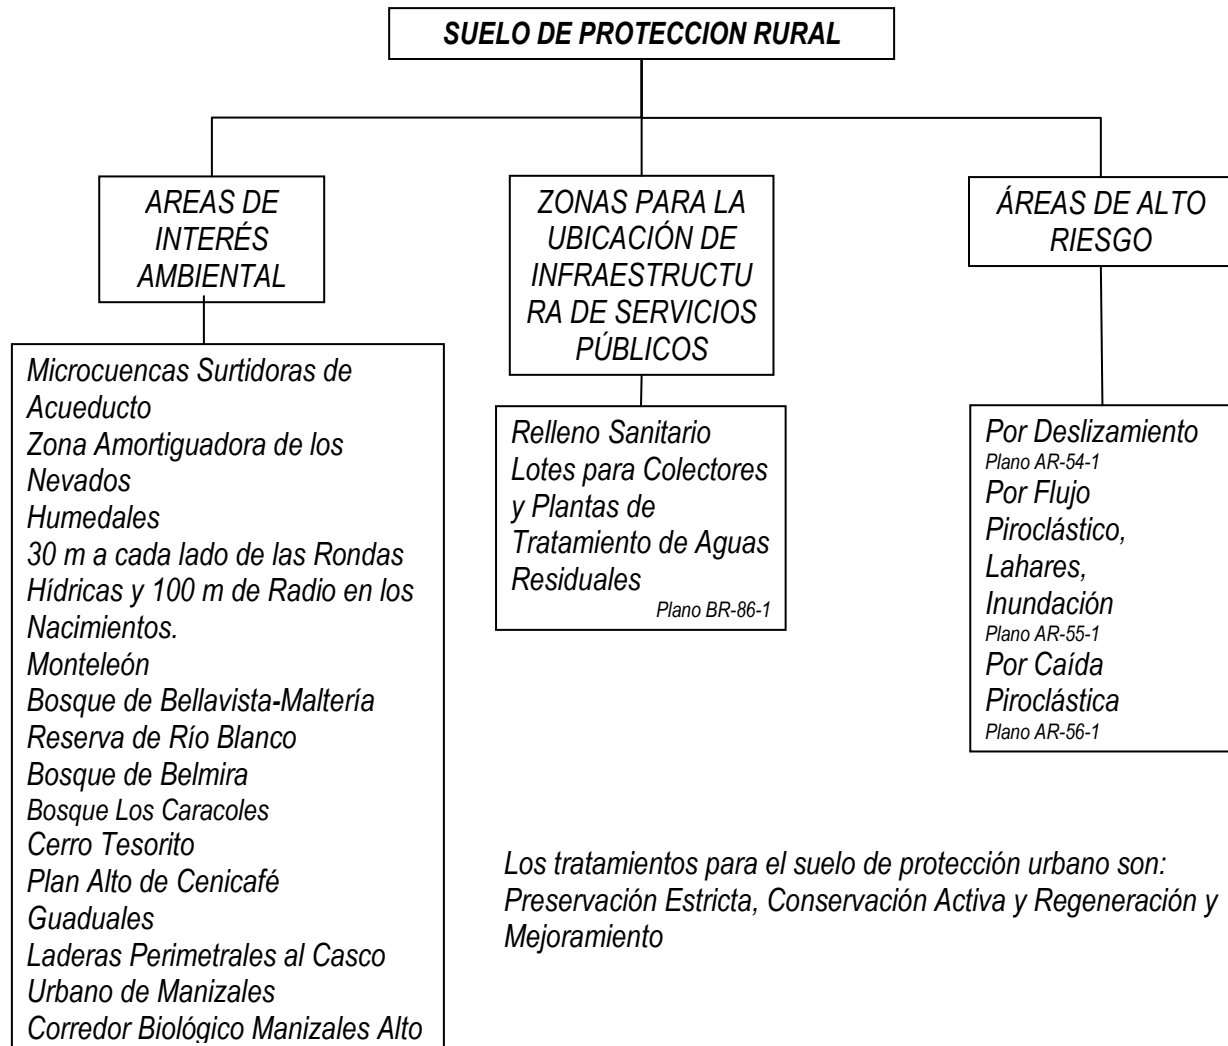 SUELO DE PROTECCION RURAL
AREAS DE
INTERÉS
AMBIENTAL
Microcuencas Surtidoras de
Acueducto
Zona Amortiguadora de los
Nevados
Humedales
30 m a cada lado de las Rondas
Hídricas y 100 m de Radio en los
Nacimientos.
Monteleón
Bosque de Bellavista-Maltería
Reserva de Río Blanco
Bosque de Belmira
Bosque Los Caracoles
Cerro Tesorito
Plan Alto de Cenicafé
Guaduales
Laderas Perimetrales al Casco
Urbano de Manizales
Corredor Biológico Manizales Alto
ZONAS PARA LA
UBICACIÓN DE
INFRAESTRUCTU
RA DE SERVICIOS
PÚBLICOS
Relleno Sanitario
Lotes para Colectores
y Plantas de
Tratamiento de Aguas
Residuales
Plano BR-86-1
ÁREAS DE ALTO
RIESGO
Por Deslizamiento
Plano AR-54-1
Por Flujo
Piroclástico,
Lahares,
Inundación
Plano AR-55-1
Por Caída
Piroclástica
Plano AR-56-1
Los tratamientos para el suelo de protección urbano son:
Preservación Estricta, Conservación Activa y Regeneración y
Mejoramiento